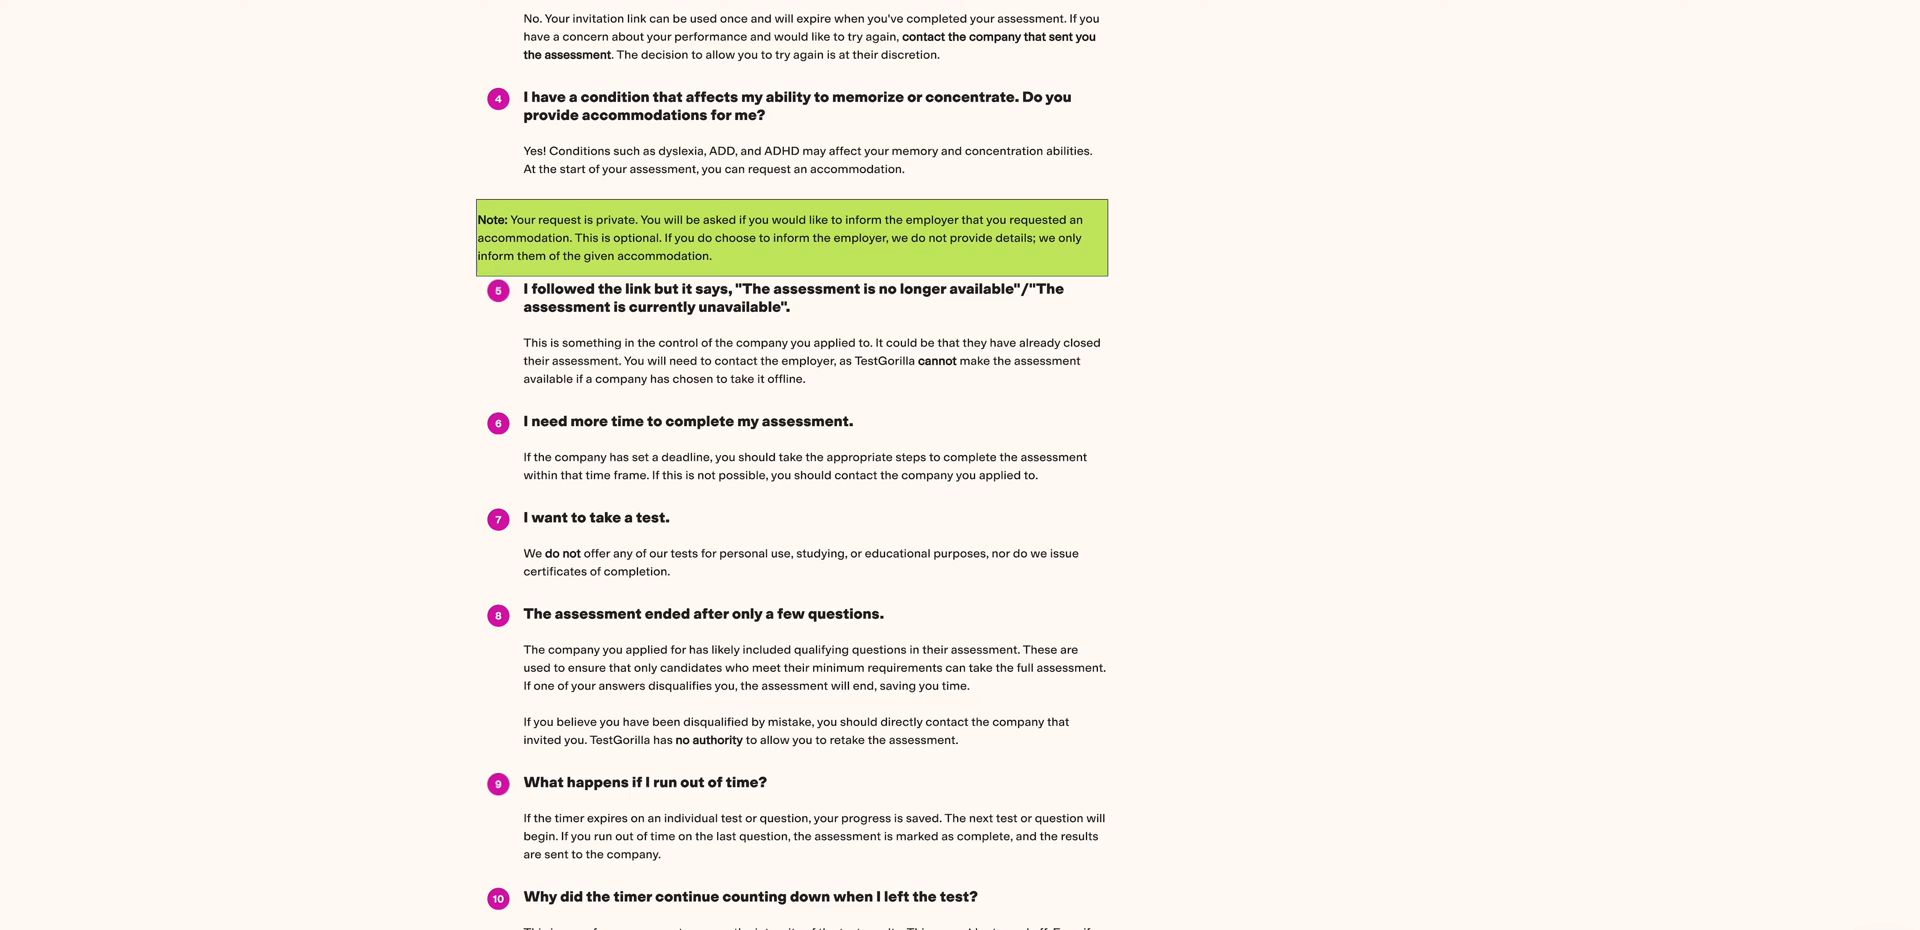 No. Your invitation link can be used once and will expire when you've completed your assessment. If you
have a concern about your performance and would like to try again, contact the company that sent you
the assessment. The decision to allow you to try again is at their discretion.
4
I have a condition that affects my ability to memorize or concentrate. Do you
provide accommodations for me?
Yes! Conditions such as dyslexia, ADD, and ADHD may affect your memory and concentration abilities.
At the start of your assessment, you can request an accommodation.
Note: Your request is private. You will be asked if you would like to inform the employer that you requested an
accommodation. This is optional. If you do choose to inform the employer, we do not provide details; we only
inform them of the given accommodation.
5
I followed the link but it says, "The assessment is no longer available"/"The
assessment is currently unavailable".
This is something in the control of the company you applied to. It could be that they have already closed
their assessment. You will need to contact the employer, as TestGorilla cannot make the assessment
available if a company has chosen to take it offline.
6
I need more time to complete my assessment.
If the company has set a deadline, you should take the appropriate steps to complete the assessment
within that time frame. If this is not possible, you should contact the company you applied to.
7
I want to take a test.
We do not offer any of our tests for personal use, studying, or educational purposes, nor do we issue
certificates of completion.
8
The assessment ended after only a few questions.
The company you applied for has likely included qualifying questions in their assessment. These are
used to ensure that only candidates who meet their minimum requirements can take the full assessment.
If one of your answers disqualifies you, the assessment will end, saving you time.
If you believe you have been disqualified by mistake, you should directly contact the company that
invited you. TestGorilla has no authority to allow you to retake the assessment.
9
What happens if I run out of time?
If the timer expires on an individual test or question, your progress is saved. The next test or question will
begin. If you run out of time on the last question, the assessment is marked as complete, and the results
are sent to the company.
10
Why did the timer continue counting down when I left the test?